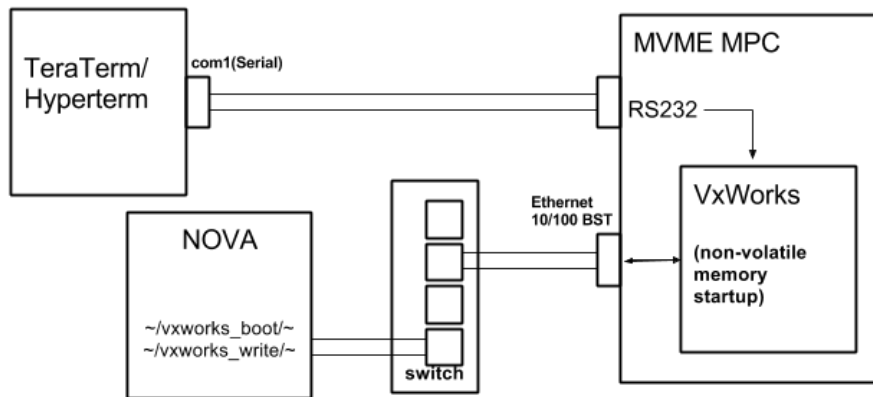 TeraTerm/
Hyperterm
com1(Serial)
MVME MPC
RS232
VxWorks
(non-volatile
memory
startup)
Ethernet
10/100 BST
NOVA
~/vxworks_boot/~
~/vxworks_write/~
switch